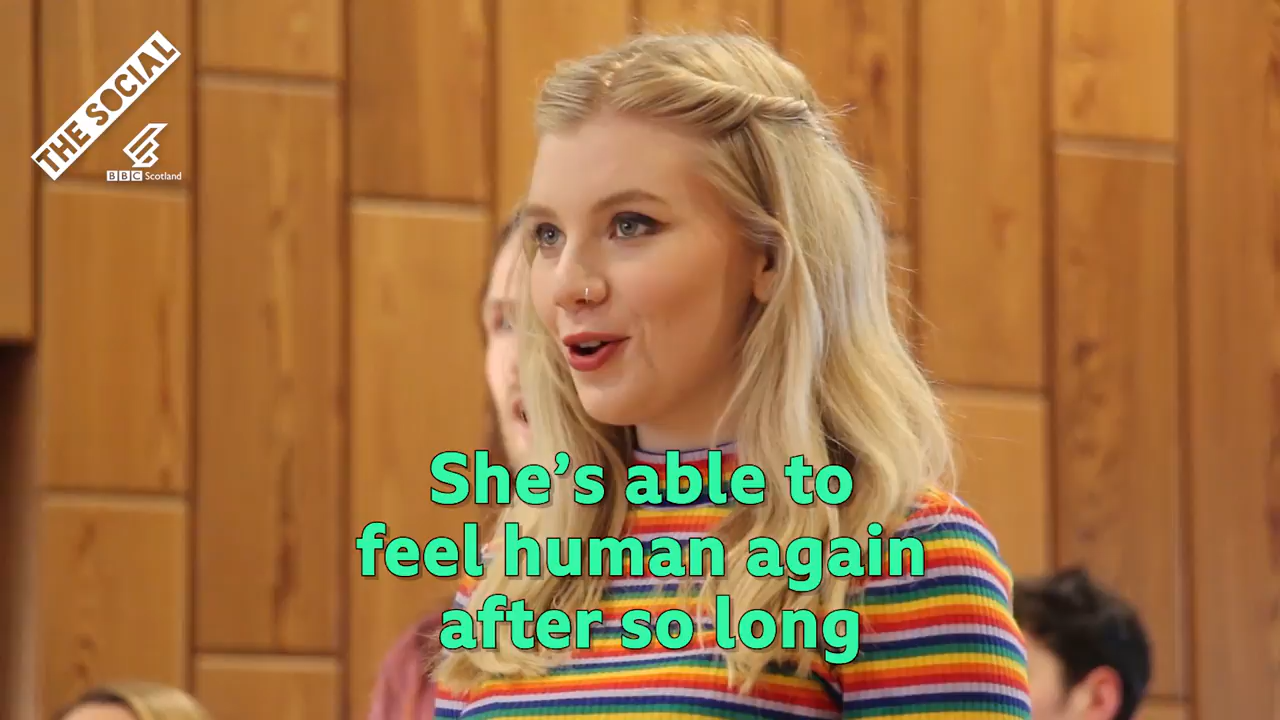 THE SOCIAL
BBC Scotland
She's able to
feel human again
after so long